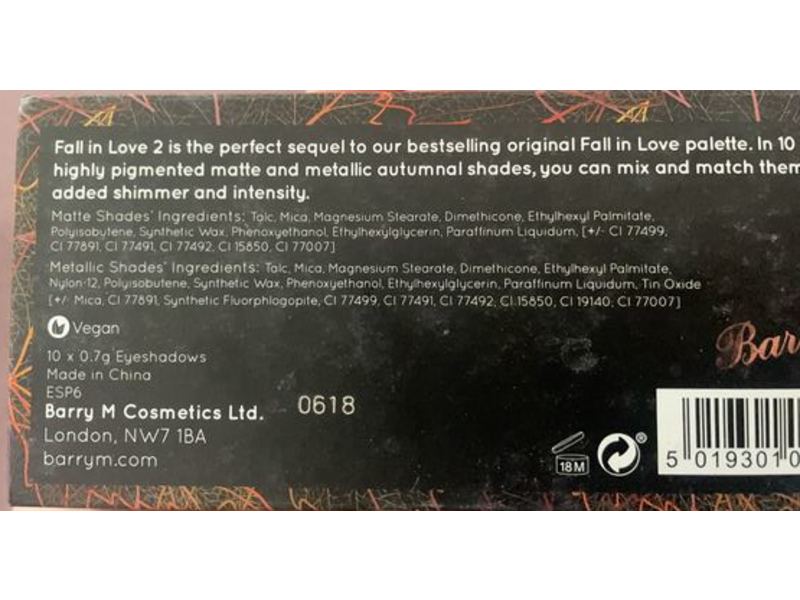 Fall in Love 2 is the perfect sequel to our bestselling original Fall in Love palette. In 10
highly pigmented matte and metallic autumnal shades, you can mix and match them
added shimmer and intensity.
Matte Shades' Ingredients: Talc, Mica, Magnesium Stearate, Dimethicone, Ethylhexyl Palmitate,
Polyisobutene, Synthetic Wax, Phenoxyethanol, Ethylhexylglycerin, Paraffinum Liquidum, [+/- CI 77499,
CI 77891, CI 77491, CI 77492, CI 15850, CI 77007]
Metallic Shades' Ingredients: Talc, Mica, Magnesium Stearate, Dimethicone, Ethylhexyl Palmitate,
Nylon-12, Polyisobutene, Synthetic Wax, Phenoxyethanol, Ethylhexylglycerin, Paraffinum Liquidum, Tin Oxide
[+/- Mica, CI 77891, Synthetic Fluorphlogopite, CI 77499, CI 77491, CI 77492, CI 15850, CI 19140, CI 77007]
Vegan
10 x 0.7g Eyeshadows
Made in China
ESP6
Barry M Cosmetics Ltd.
0618
London, NW7 1BA
barrym.com
Bar
18M
®
5 019301 0